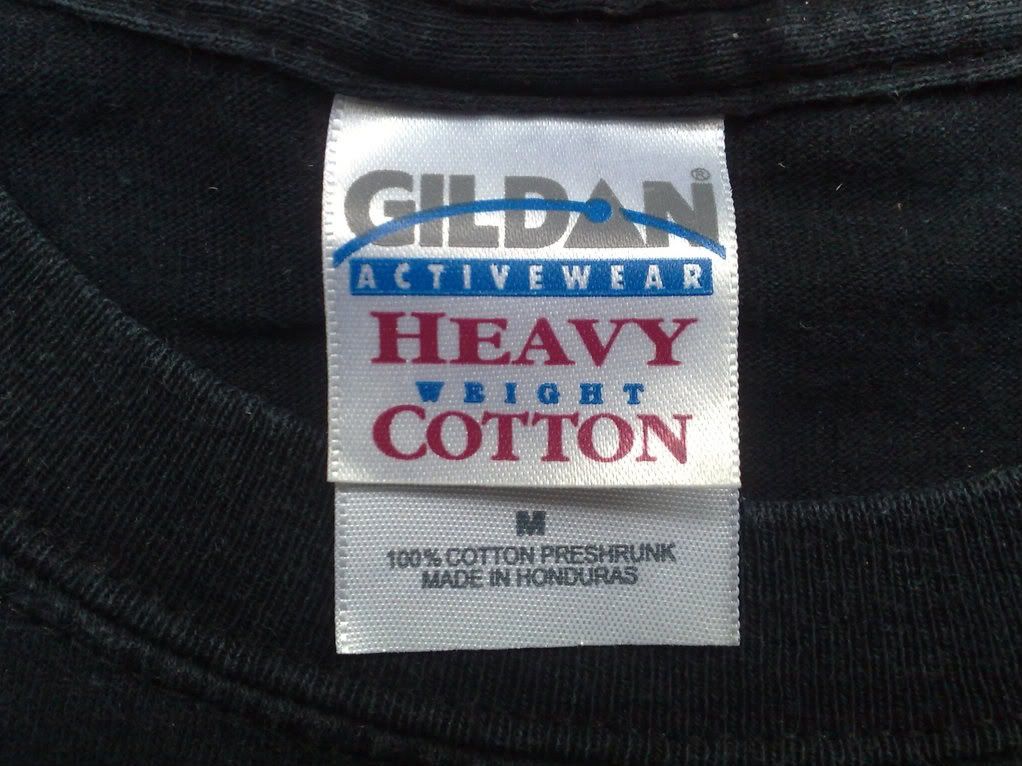 GILDAN®
ACTIVEWEAR
HEAVY
WEIGHT
COTTON
M
100% COTTON PRESHRUNK
MADE IN HONDURAS